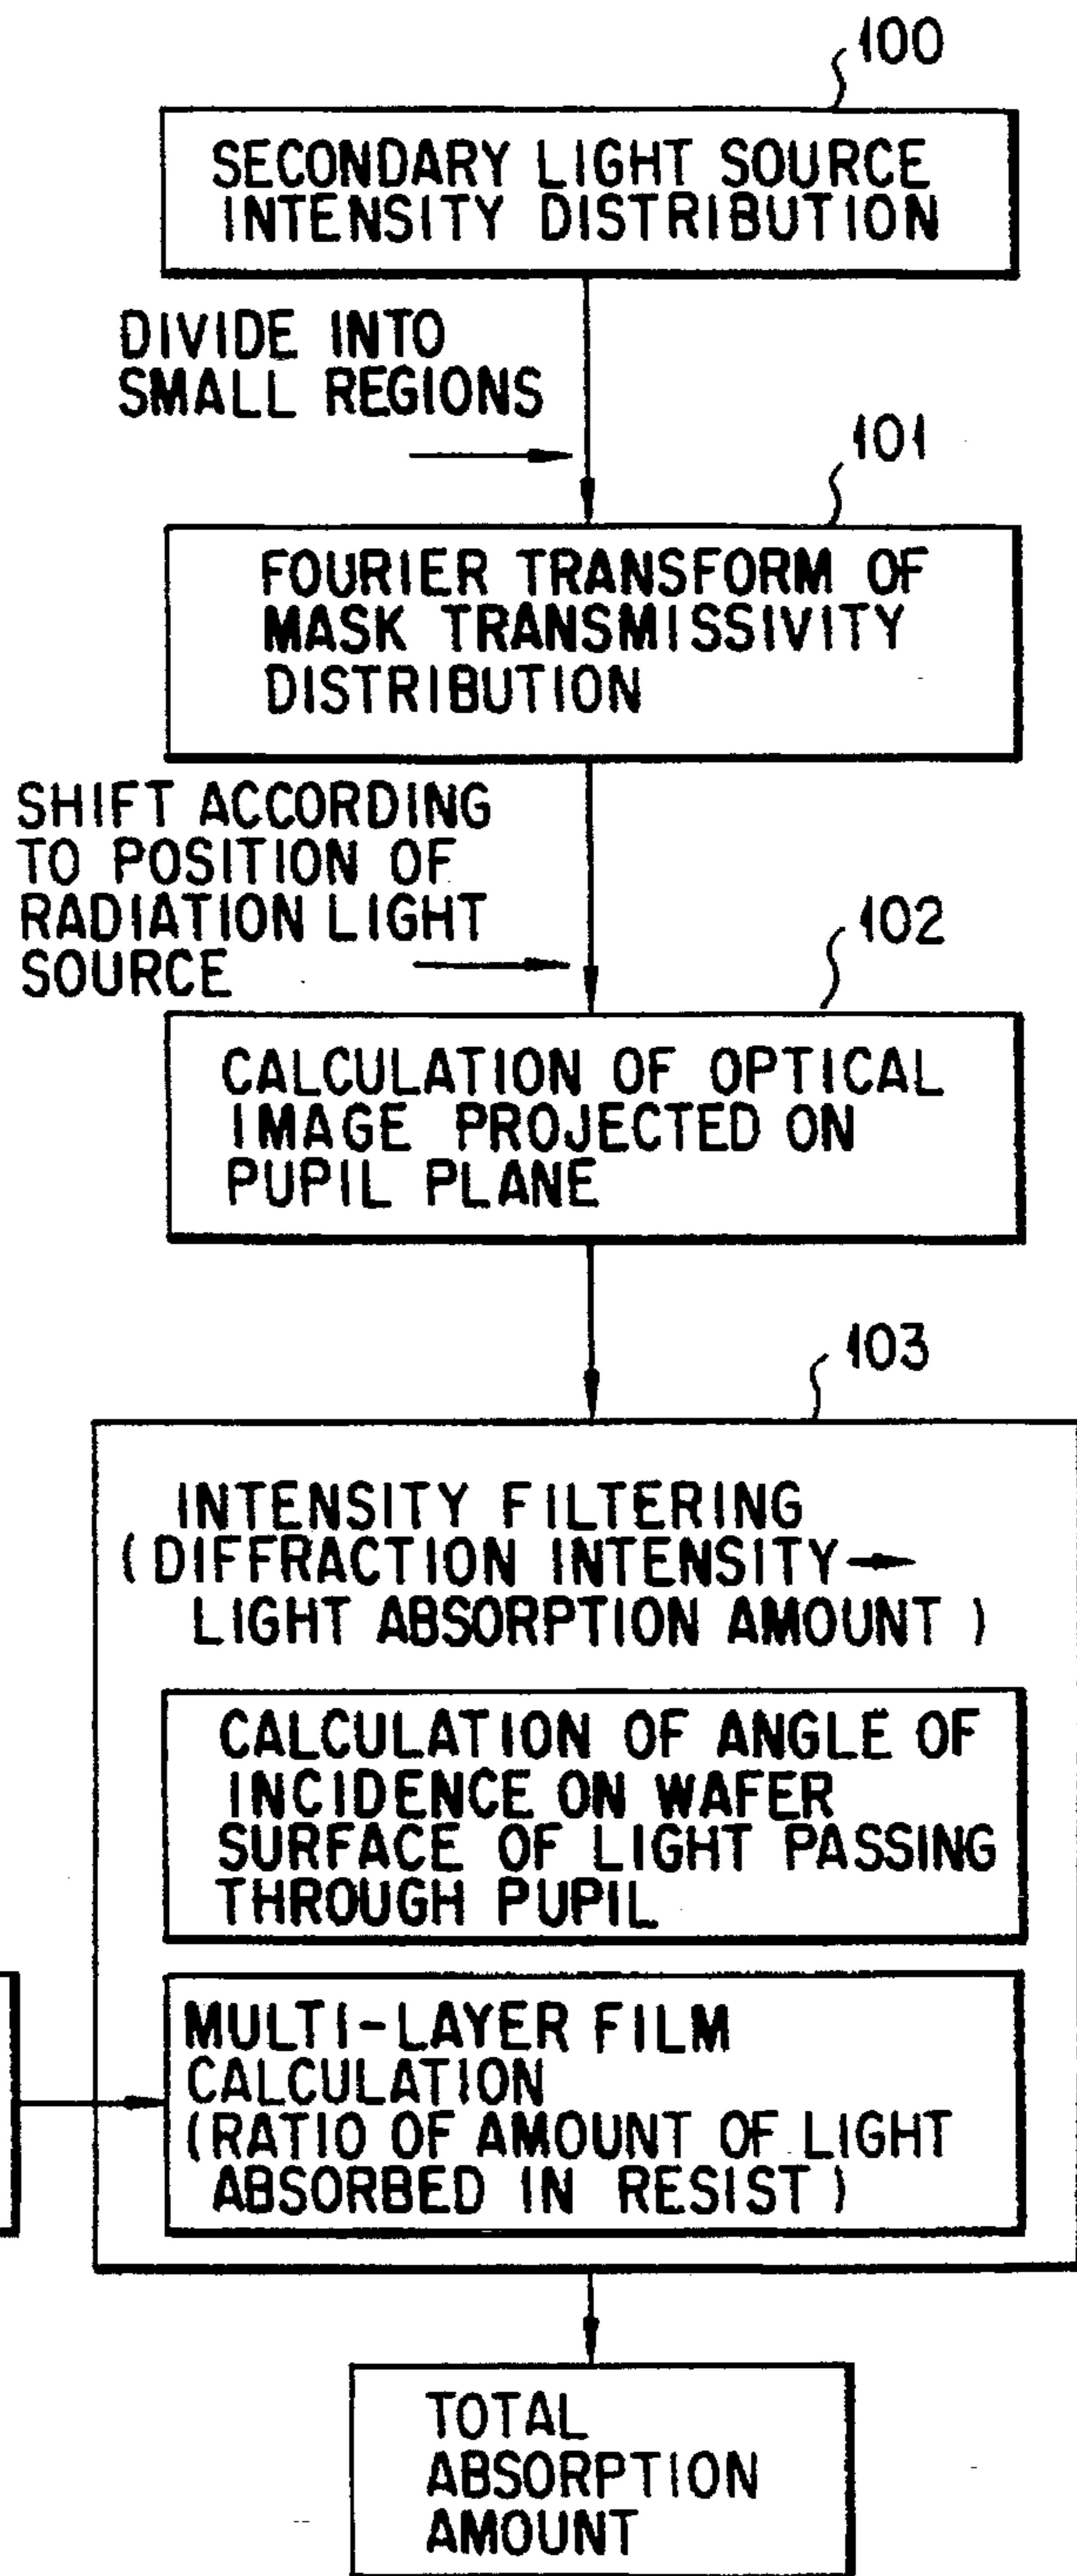 100
SECONDARY LIGHT SOURCE
INTENSITY DISTRIBUTION
DIVIDE INTO
SMALL REGIONS
101
FOURIER TRANSFORM OF
MASK TRANSMISSIVITY
DISTRIBUTION
SHIFT ACCORDING
TO POSITION OF
RADIATION LIGHT
SOURCE
102
CALCULATION OF OPTICAL
IMAGE PROJECTED ON
PUPIL PLANE
103
INTENSITY FILTERING
(DIFFRACTION INTENSITY→
LIGHT ABSORPTION AMOUNT)
CALCULATION OF ANGLE OF
INCIDENCE ON WAFER
SURFACE OF LIGHT PASSING
THROUGH PUPIL
MULTI-LAYER FILM
CALCULATION
(RATIO OF AMOUNT OF LIGHT
ABSORBED IN RESIST)
TOTAL
ABSORPTION
AMOUNT